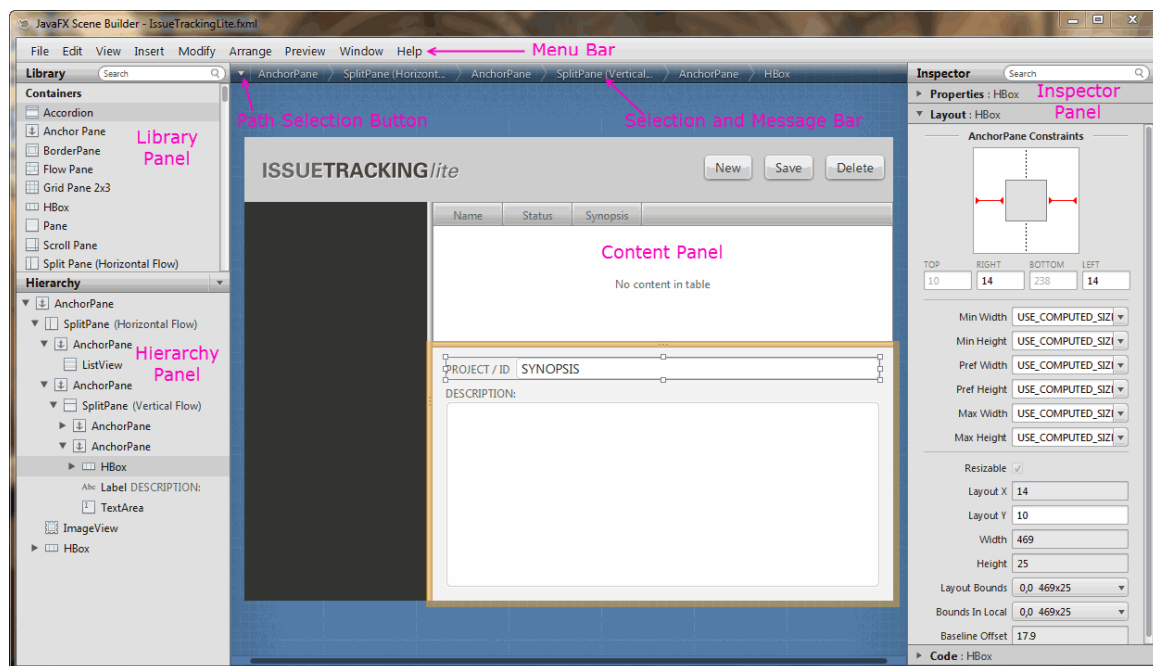 JavaFX Scene Builder - IssueTrackingLite.fxml
File Edit View Insert Modify Arrange Preview Window Help
Menu Bar
Library
Search
Containers
Accordion
Anchor Pane
BorderPane
Flow Pane
Grid Pane 2x3
HBox
Pane
Scroll Pane
Split Pane (Horizontal Flow)
Library
Panel
Hierarchy
AnchorPane
SplitPane (Horizontal Flow)
AnchorPane
ListView
AnchorPane
SplitPane (Vertical Flow)
AnchorPane
AnchorPane
HBox
Abc Label DESCRIPTION:
TextArea
ImageView
HBox
Hierarchy
Panel
AnchorPane SplitPane (Horizont... AnchorPane SplitPane (Vertical... AnchorPane HBox
Path Selection Button
Selection and Message Bar
ISSUETRACKINGlite
New Save Delete
Name Status Synopsis
Content Panel
No content in table
PROJECT / ID SYNOPSIS
DESCRIPTION:
Inspector
Search
Properties : HBox
Inspector
Panel
Layout : HBox
AnchorPane Constraints
TOP RIGHT BOTTOM LEFT
10 14 238 14
Min Width USE_COMPUTED_SIZI
Min Height USE_COMPUTED_SIZI
Pref Width USE_COMPUTED_SIZI
Pref Height USE_COMPUTED_SIZI
Max Width USE_COMPUTED_SIZI
Max Height USE_COMPUTED_SIZI
Resizable
Layout X 14
Layout Y 10
Width 469
Height 25
Layout Bounds 0,0 469x25
Bounds In Local 0,0 469x25
Baseline Offset 17.9
Code : HBox